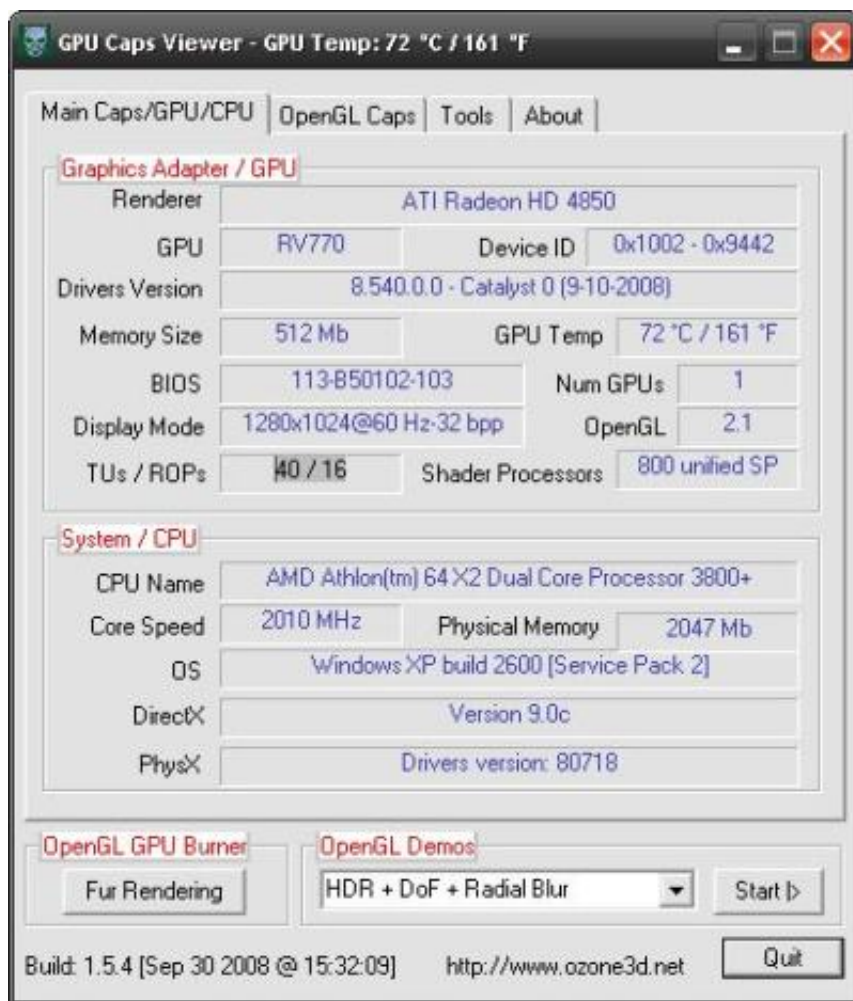 GPU Caps Viewer - GPU Temp: 72 °C / 161 °F
Main Caps/GPU/CPU OpenGL Caps Tools About
Graphics Adapter / GPU
Renderer ATI Radeon HD 4850
GPU RV770 Device ID 0x1002 - 0x9442
Drivers Version 8.540.0.0 - Catalyst 0 (9-10-2008)
Memory Size 512 Mb GPU Temp 72 °C / 161 °F
BIOS 113-B50102-103 Num GPUs 1
Display Mode 1280x1024@60 Hz-32 bpp OpenGL 2.1
TUs / ROPs 40 / 16 Shader Processors 800 unified SP
System / CPU
CPU Name AMD Athlon(tm) 64 X2 Dual Core Processor 3800+
Core Speed 2010 MHz Physical Memory 2047 Mb
OS Windows XP build 2600 [Service Pack 2]
DirectX Version 9.0c
PhysX Drivers version: 80718
OpenGL GPU Burner OpenGL Demos
Fur Rendering HDR + DoF + Radial Blur Start |>
Build: 1.5.4 [Sep 30 2008 @ 15:32:09] http://www.ozone3d.net Quit